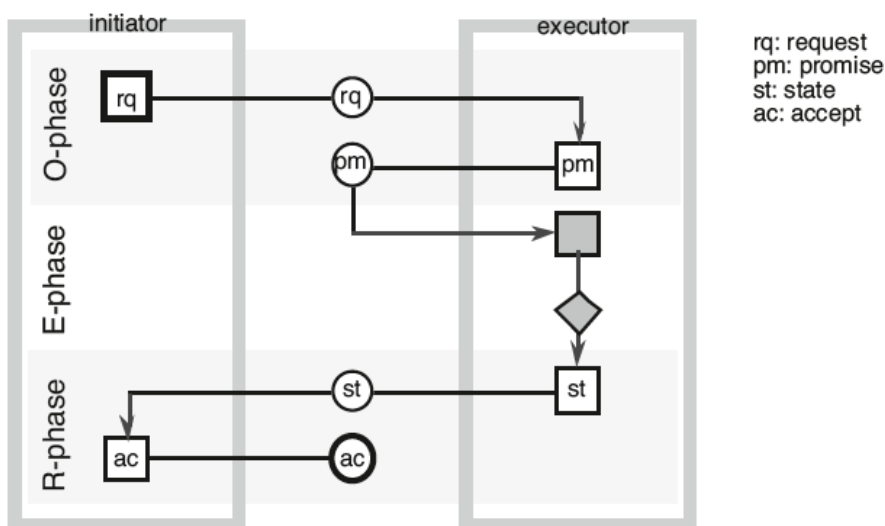 initiator
executor
rq: request
pm: promise
st: state
ac: accept
O-phase
rq
rq
pm
pm
E-phase
R-phase
st
st
ac
ac